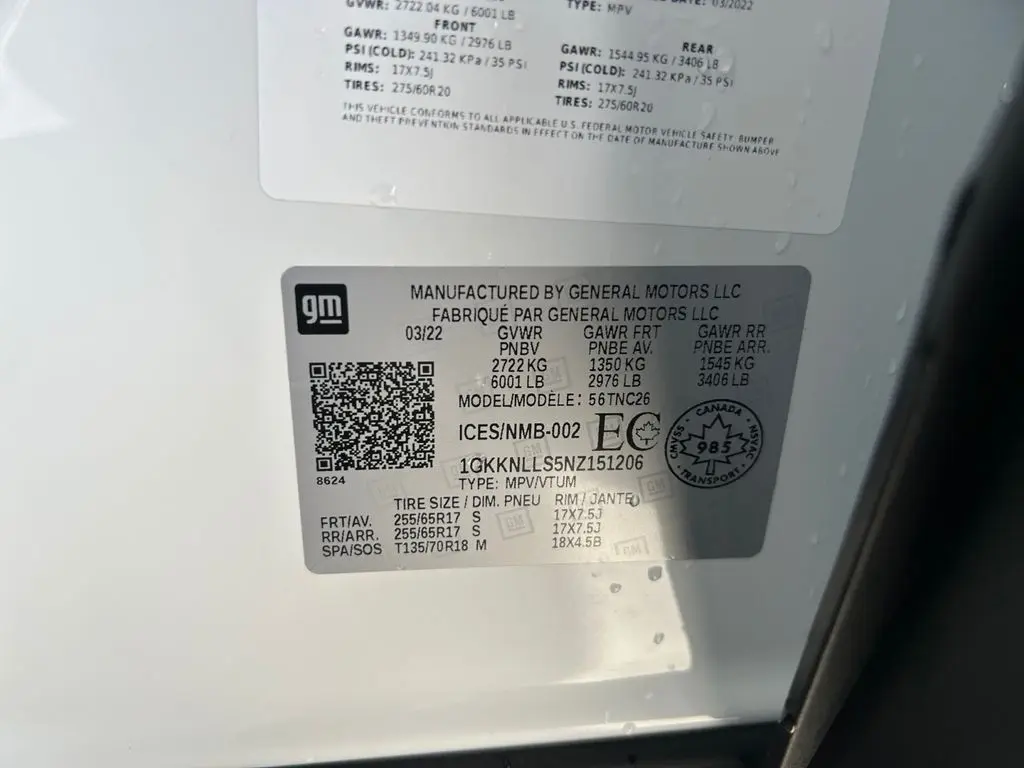 GVWR: 2722.04 KG / 6001 LB
TYPE: MPV
DATE: 03/2022
FRONT
GAWR: 1349.90 KG / 2976 LB
PSI (COLD): 241.32 KPa / 35 PSI
RIMS: 17X7.5J
TIRES: 275/60R20
REAR
GAWR: 1544.95 KG / 3406 LB
PSI (COLD): 241.32 KPa / 35 PSI
RIMS: 17X7.5J
TIRES: 275/60R20
THIS VEHICLE CONFORMS TO ALL APPLICABLE U.S. FEDERAL MOTOR VEHICLE SAFETY, BUMPER
AND THEFT PREVENTION STANDARDS IN EFFECT ON THE DATE OF MANUFACTURE SHOWN ABOVE
gm
MANUFACTURED BY GENERAL MOTORS LLC
FABRIQUÉ PAR GENERAL MOTORS LLC
03/22 GVWR GAWR FRT GAWR RR
PNBV PNBE AV. PNBE ARR.
2722 KG 1350 KG 1545 KG
6001 LB 2976 LB 3406 LB
MODEL/MODÈLE: 56TNC26
ICES/NMB-002 EC
CANADA
CMVSS 985 NSVAC
TRANSPORT
1GKKNLLS5NZ151206
TYPE: MPV/VTUM
8624
TIRE SIZE / DIM. PNEU RIM / JANTE
FRT/AV. 255/65R17 S 17X7.5J
RR/ARR. 255/65R17 S 17X7.5J
SPA/SOS T135/70R18 M 18X4.5B